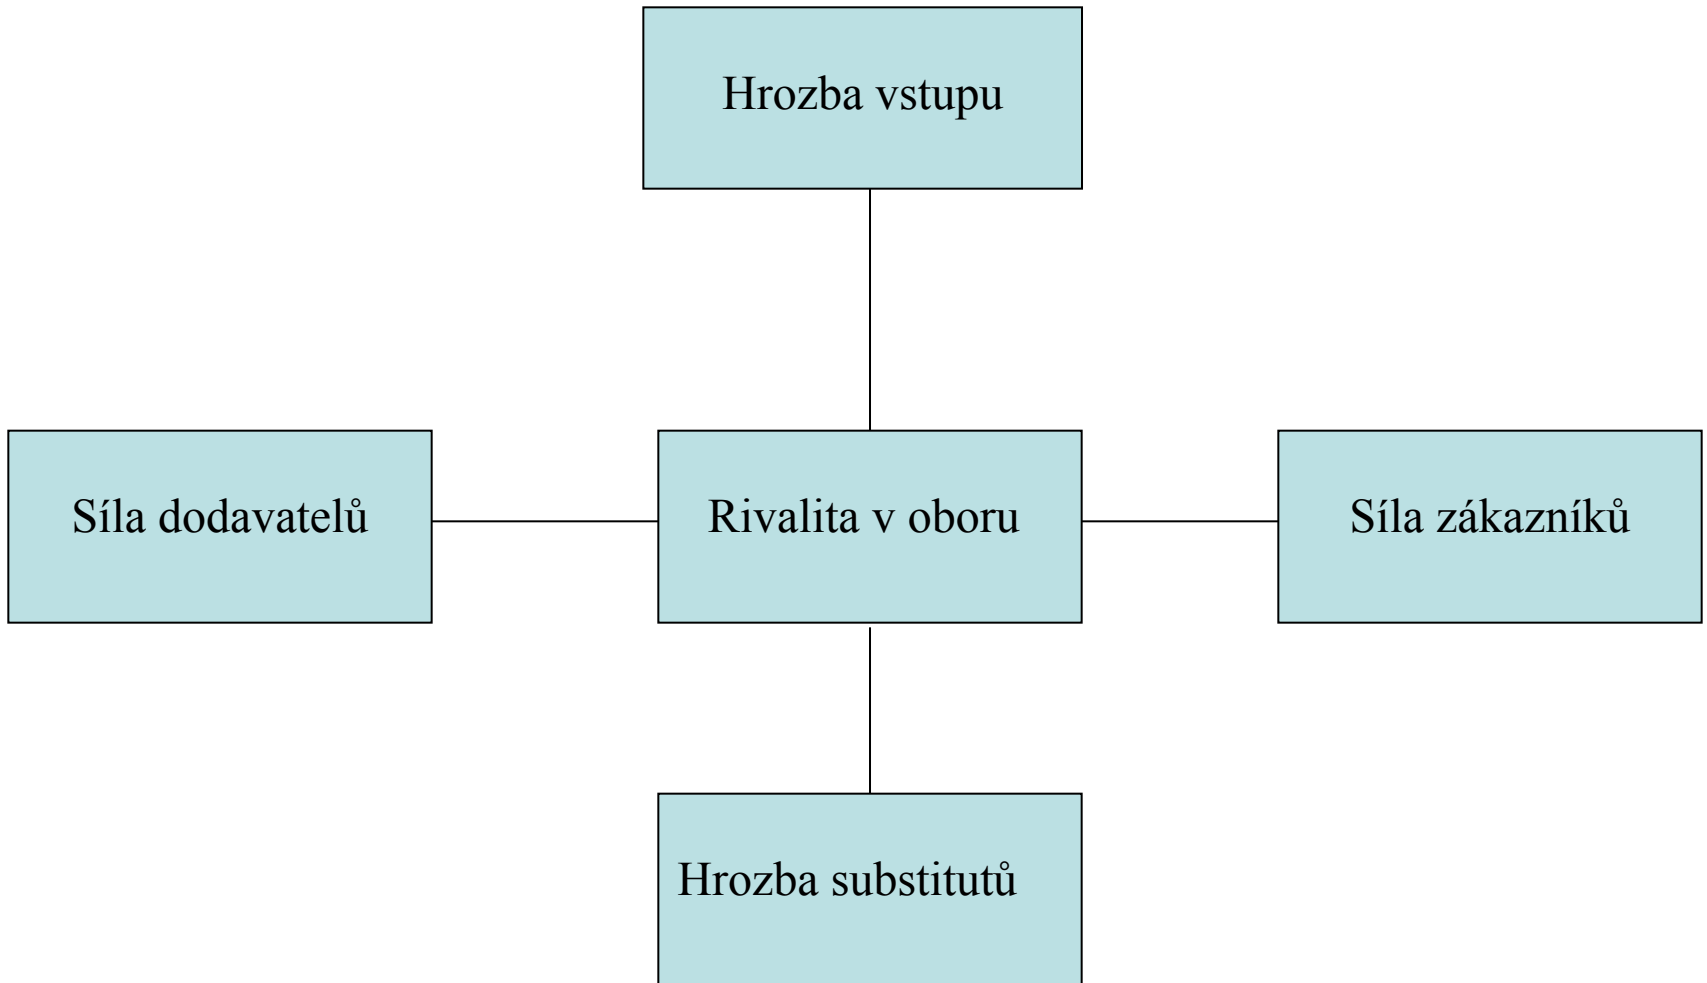 Hrozba vstupu
Síla dodavatelů
Rivalita v oboru
Síla zákazníků
Hrozba substitutů